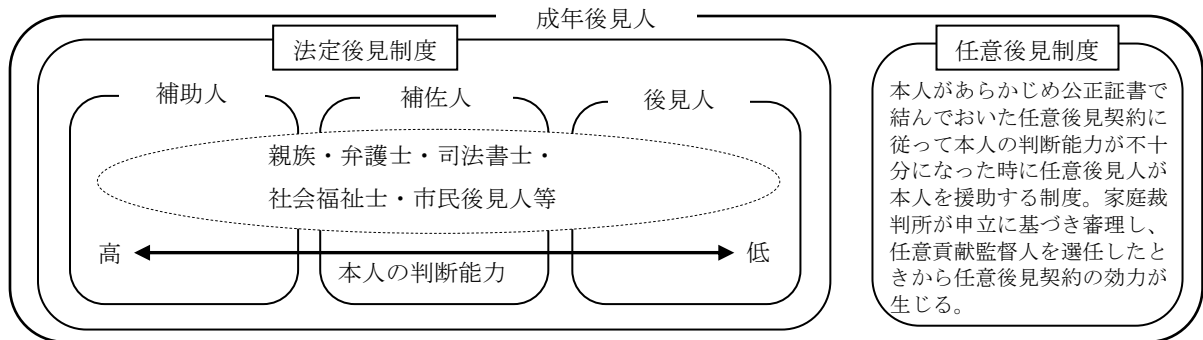 成年後見人
法定後見制度
任意後見制度
補助人
補佐人
後見人
親族・弁護士・司法書士・
社会福祉士・市民後見人等
高
低
本人の判断能力
本人があらかじめ公正証書で
結んでおいた任意後見契約に
従って本人の判断能力が不十
分になった時に任意後見人が
本人を援助する制度。家庭裁
判所が申立に基づき審理し、
任意貢献監督人を選任したと
きから任意後見契約の効力が
生じる。